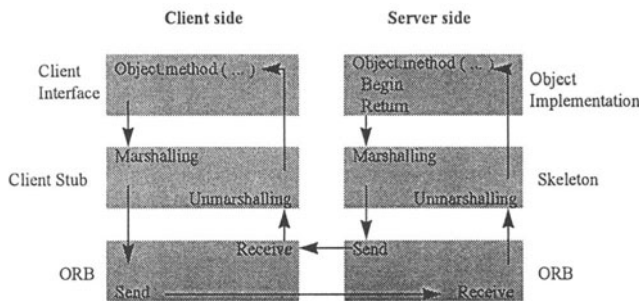 Client side
Server side
Client
Interface
Object.method ( ... )
Object.method ( ... )
Begin
Return
Object
Implementation
Client Stub
Marshalling
Unmarshalling
Marshalling
Unmarshalling
Skeleton
ORB
Receive
Send
Send
Receive
ORB